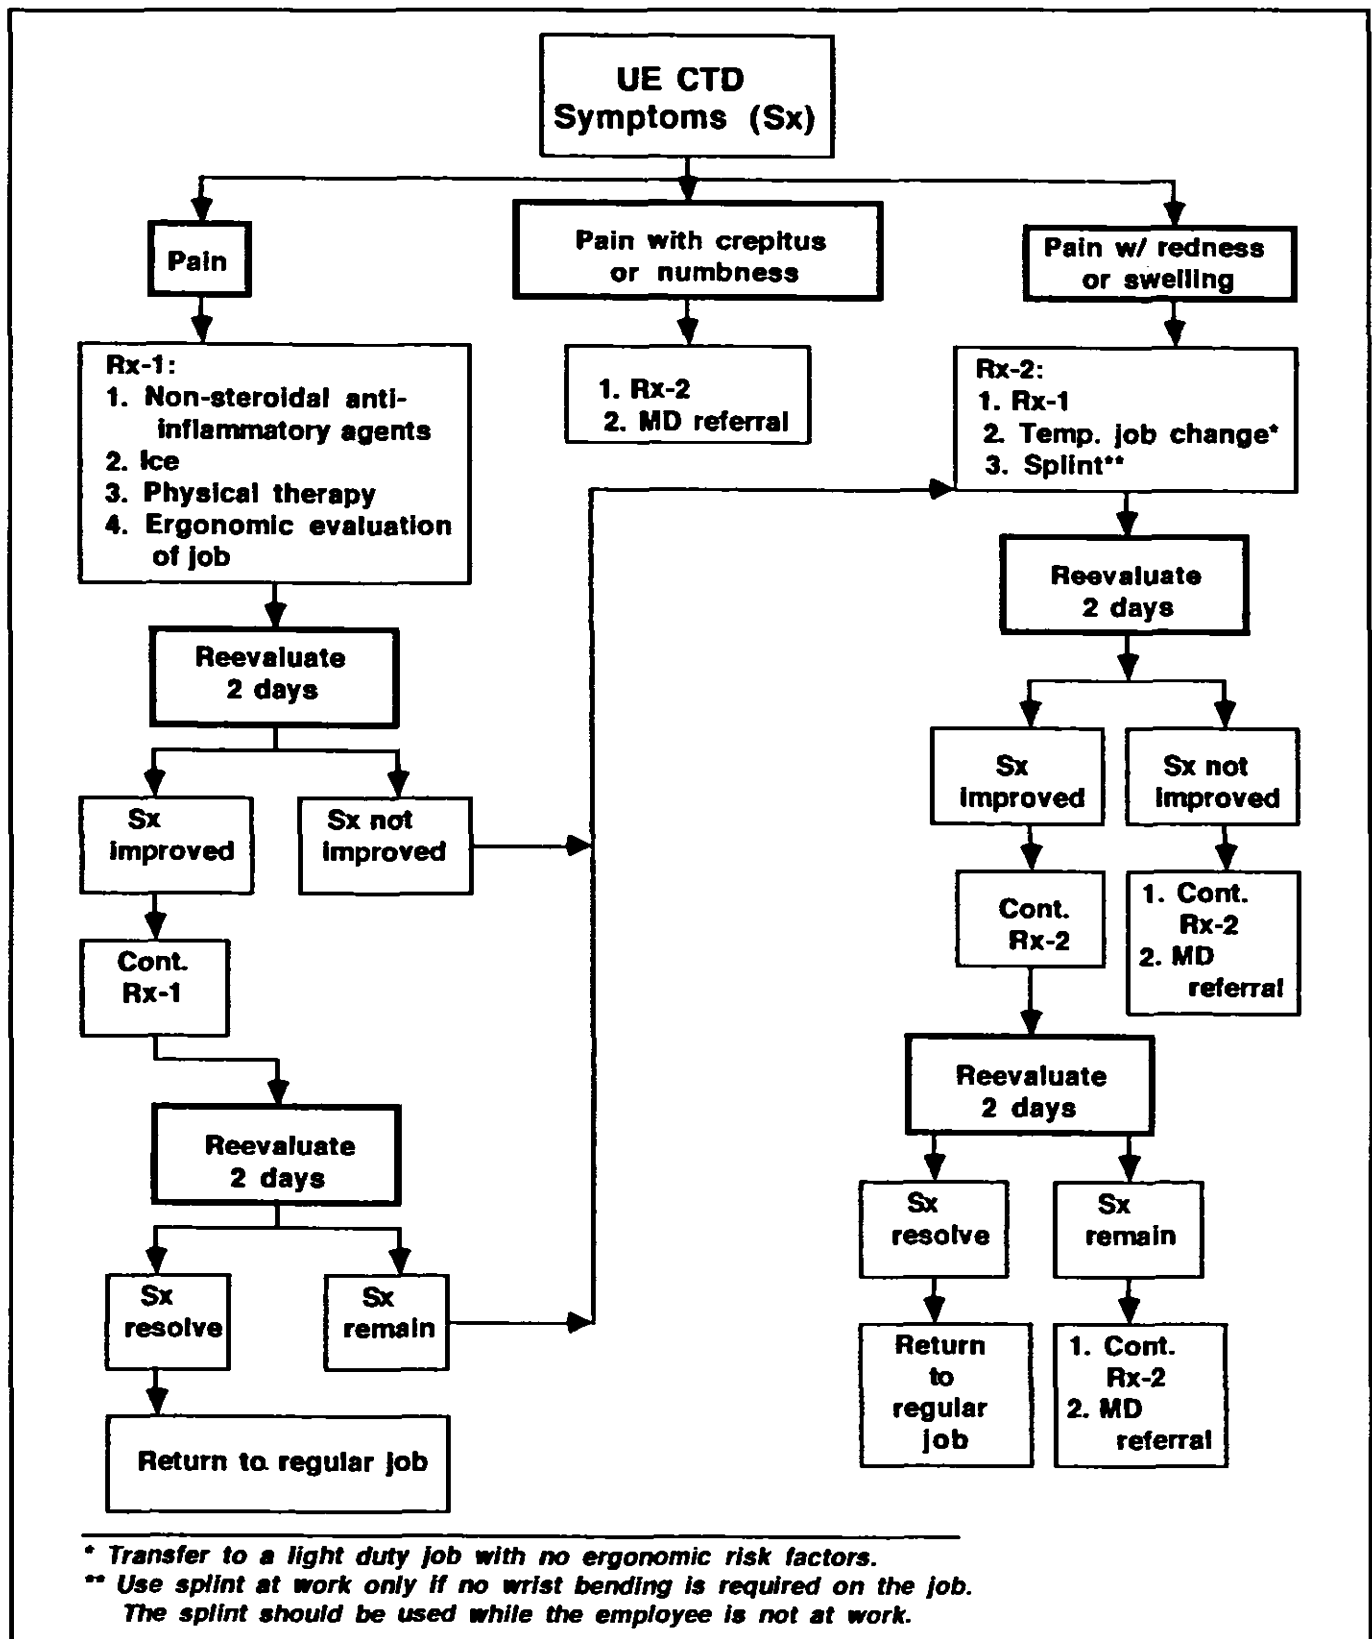 UE CTD
Symptoms (Sx)
Pain
Pain with crepitus
or numbness
Pain w/ redness
or swelling
Rx-1:
1. Non-steroidal anti-
inflammatory agents
2. Ice
3. Physical therapy
4. Ergonomic evaluation
of job
1. Rx-2
2. MD referral
Rx-2:
1. Rx-1
2. Temp. job change*
3. Splint**
Reevaluate
2 days
Sx
improved
Sx not
improved
Cont.
Rx-1
Reevaluate
2 days
Sx
resolve
Sx
remain
Return to regular job
Reevaluate
2 days
Sx
improved
Sx not
improved
Cont.
Rx-2
1. Cont.
Rx-2
2. MD
referral
Reevaluate
2 days
Sx
resolve
Sx
remain
Return
to
regular
job
1. Cont.
Rx-2
2. MD
referral
* Transfer to a light duty job with no ergonomic risk factors.
** Use splint at work only if no wrist bending is required on the job.
The splint should be used while the employee is not at work.